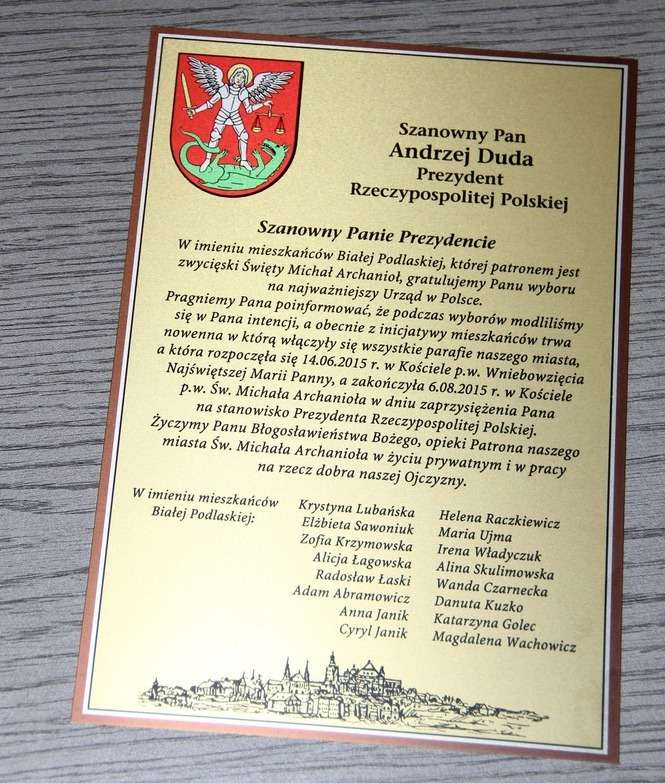 Szanowny Pan
Andrzej Duda
Prezydent
Rzeczypospolitej Polskiej
Szanowny Panie Prezydencie
W imieniu mieszkańców Białej Podlaskiej, której patronem jest
zwycięski Święty Michał Archanioł, gratulujemy Panu wyboru
na najważniejszy Urząd w Polsce.
Pragniemy Pana poinformować, że podczas wyborów modliliśmy
się w Pana intencji, a obecnie z inicjatywy mieszkańców trwa
nowenna w którą włączyły się wszystkie parafie naszego miasta,
a która rozpoczęła się 14.06.2015 r. w Kościele p.w. Wniebowzięcia
Najświętszej Marii Panny, a zakończyła 6.08.2015 r. w Kościele
p.w. Św. Michała Archanioła w dniu zaprzysiężenia Pana
na stanowisko Prezydenta Rzeczypospolitej Polskiej.
Życzymy Panu Błogosławieństwa Bożego, opieki Patrona naszego
miasta Św. Michała Archanioła w życiu prywatnym i w pracy
na rzecz dobra naszej Ojczyzny.
W imieniu mieszkańców
Białej Podlaskiej:
Krystyna Lubańska
Elżbieta Sawoniuk
Zofia Krzymowska
Alicja Łagowska
Radosław Łaski
Adam Abramowicz
Anna Janik
Cyryl Janik
Helena Raczkiewicz
Maria Ujma
Irena Władyczuk
Alina Skulimowska
Wanda Czarnecka
Danuta Kuzko
Katarzyna Golec
Magdalena Wachowicz